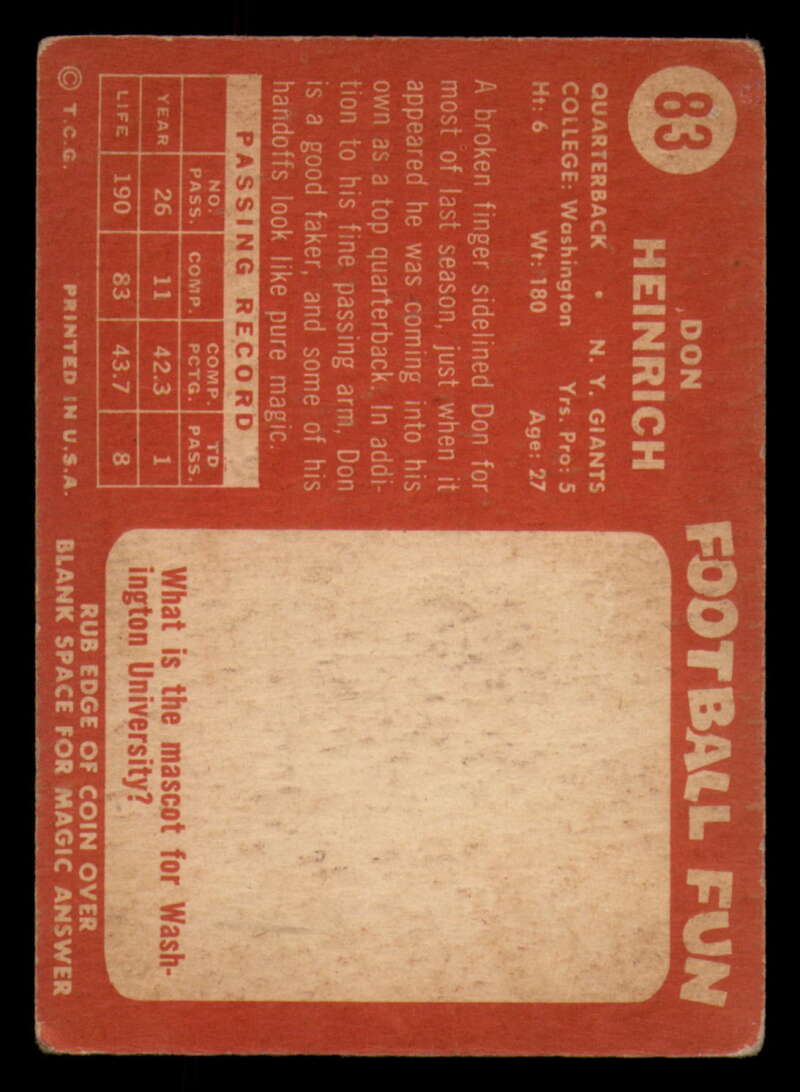 83
DON
HEINRICH
QUARTERBACK • N. Y. GIANTS
COLLEGE: Washington Yrs. Pro: 5
Ht: 6 Wt: 180 Age: 27
A broken finger sidelined Don for
most of last season, just when it
appeared he was coming into his
own as a top quarterback. In addi-
tion to his fine passing arm, Don
is a good faker, and some of his
handoffs look like pure magic.
PASSING RECORD
NO. PASS. COMP. COMP. PCTG. TD PASS.
YEAR 26 11 42.3 1
LIFE 190 83 43.7 8
© T.C.G. PRINTED IN U.S.A.
FOOTBALL FUN
What is the mascot for Wash-
ington University?
RUB EDGE OF COIN OVER
BLANK SPACE FOR MAGIC ANSWER